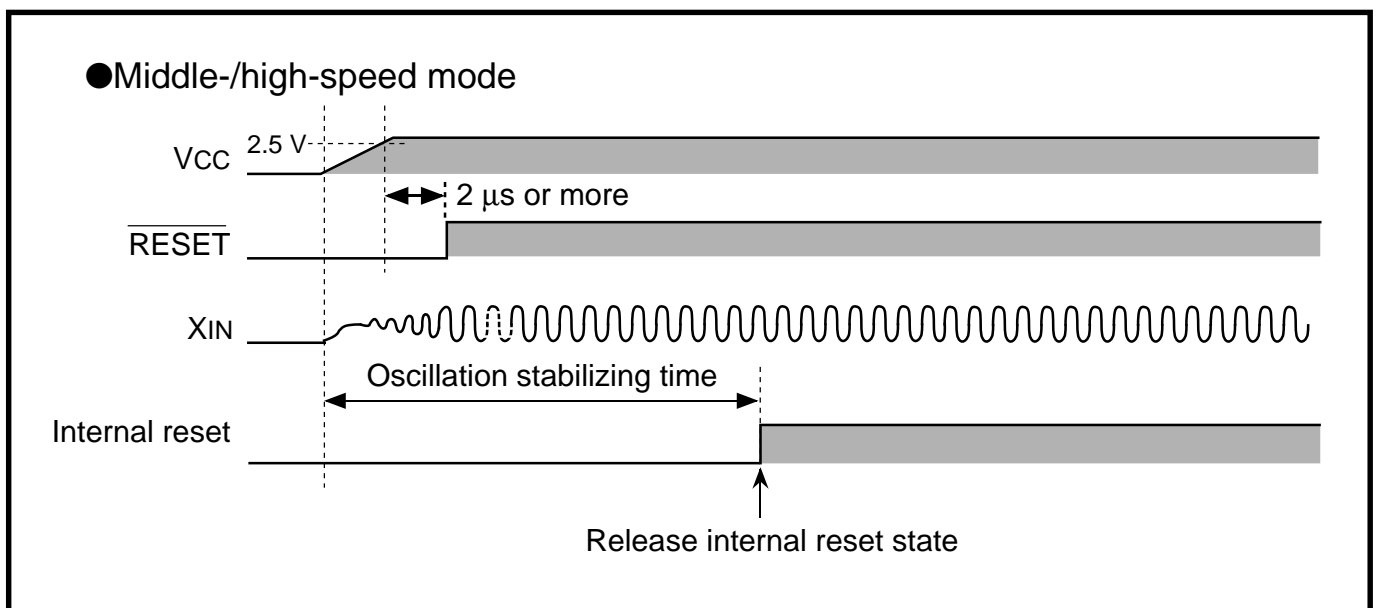 ●Middle-/high-speed mode
2.5 V
VCC
2 μs or more
RESET
XIN
Oscillation stabilizing time
Internal reset
Release internal reset state